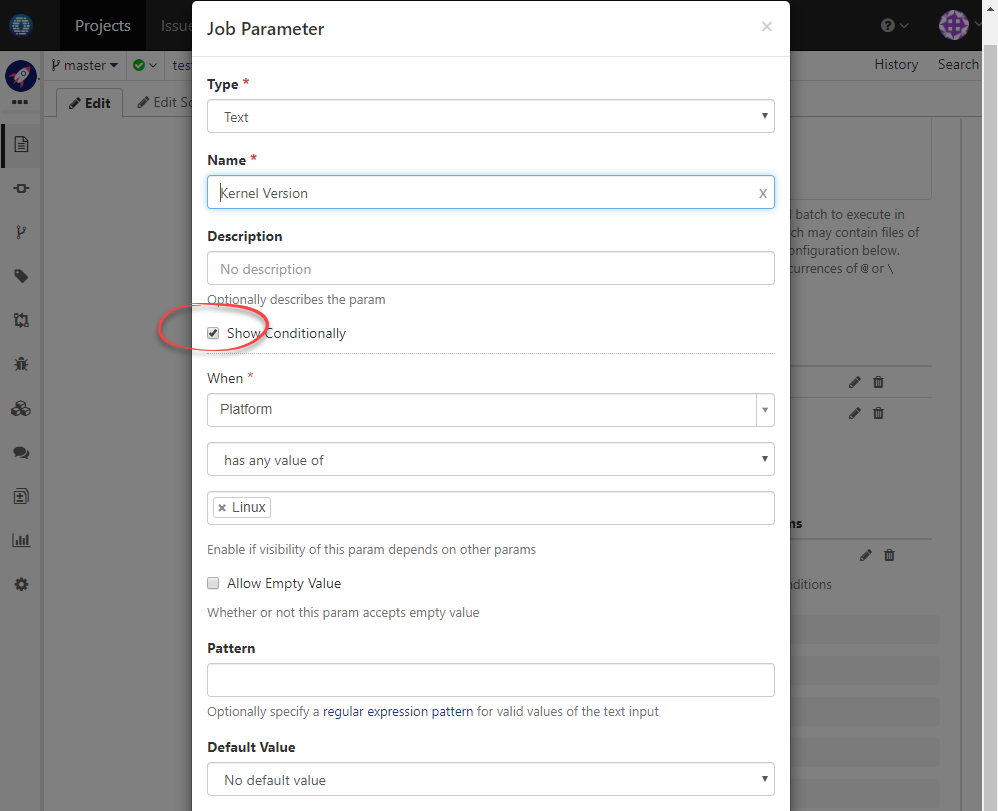 Projects
Issue
master
tes
History
Search
Edit
Edit Sc
Job Parameter
×
Type *
Text
Name *
Kernel Version
x
Description
No description
Optionally describes the param
Show Conditionally
When *
Platform
has any value of
× Linux
Enable if visibility of this param depends on other params
Allow Empty Value
Whether or not this param accepts empty value
Pattern
Optionally specify a regular expression pattern for valid values of the text input
Default Value
No default value
batch to execute in
ch may contain files of
onfiguration below.
currences of @ or \
ms
nditions